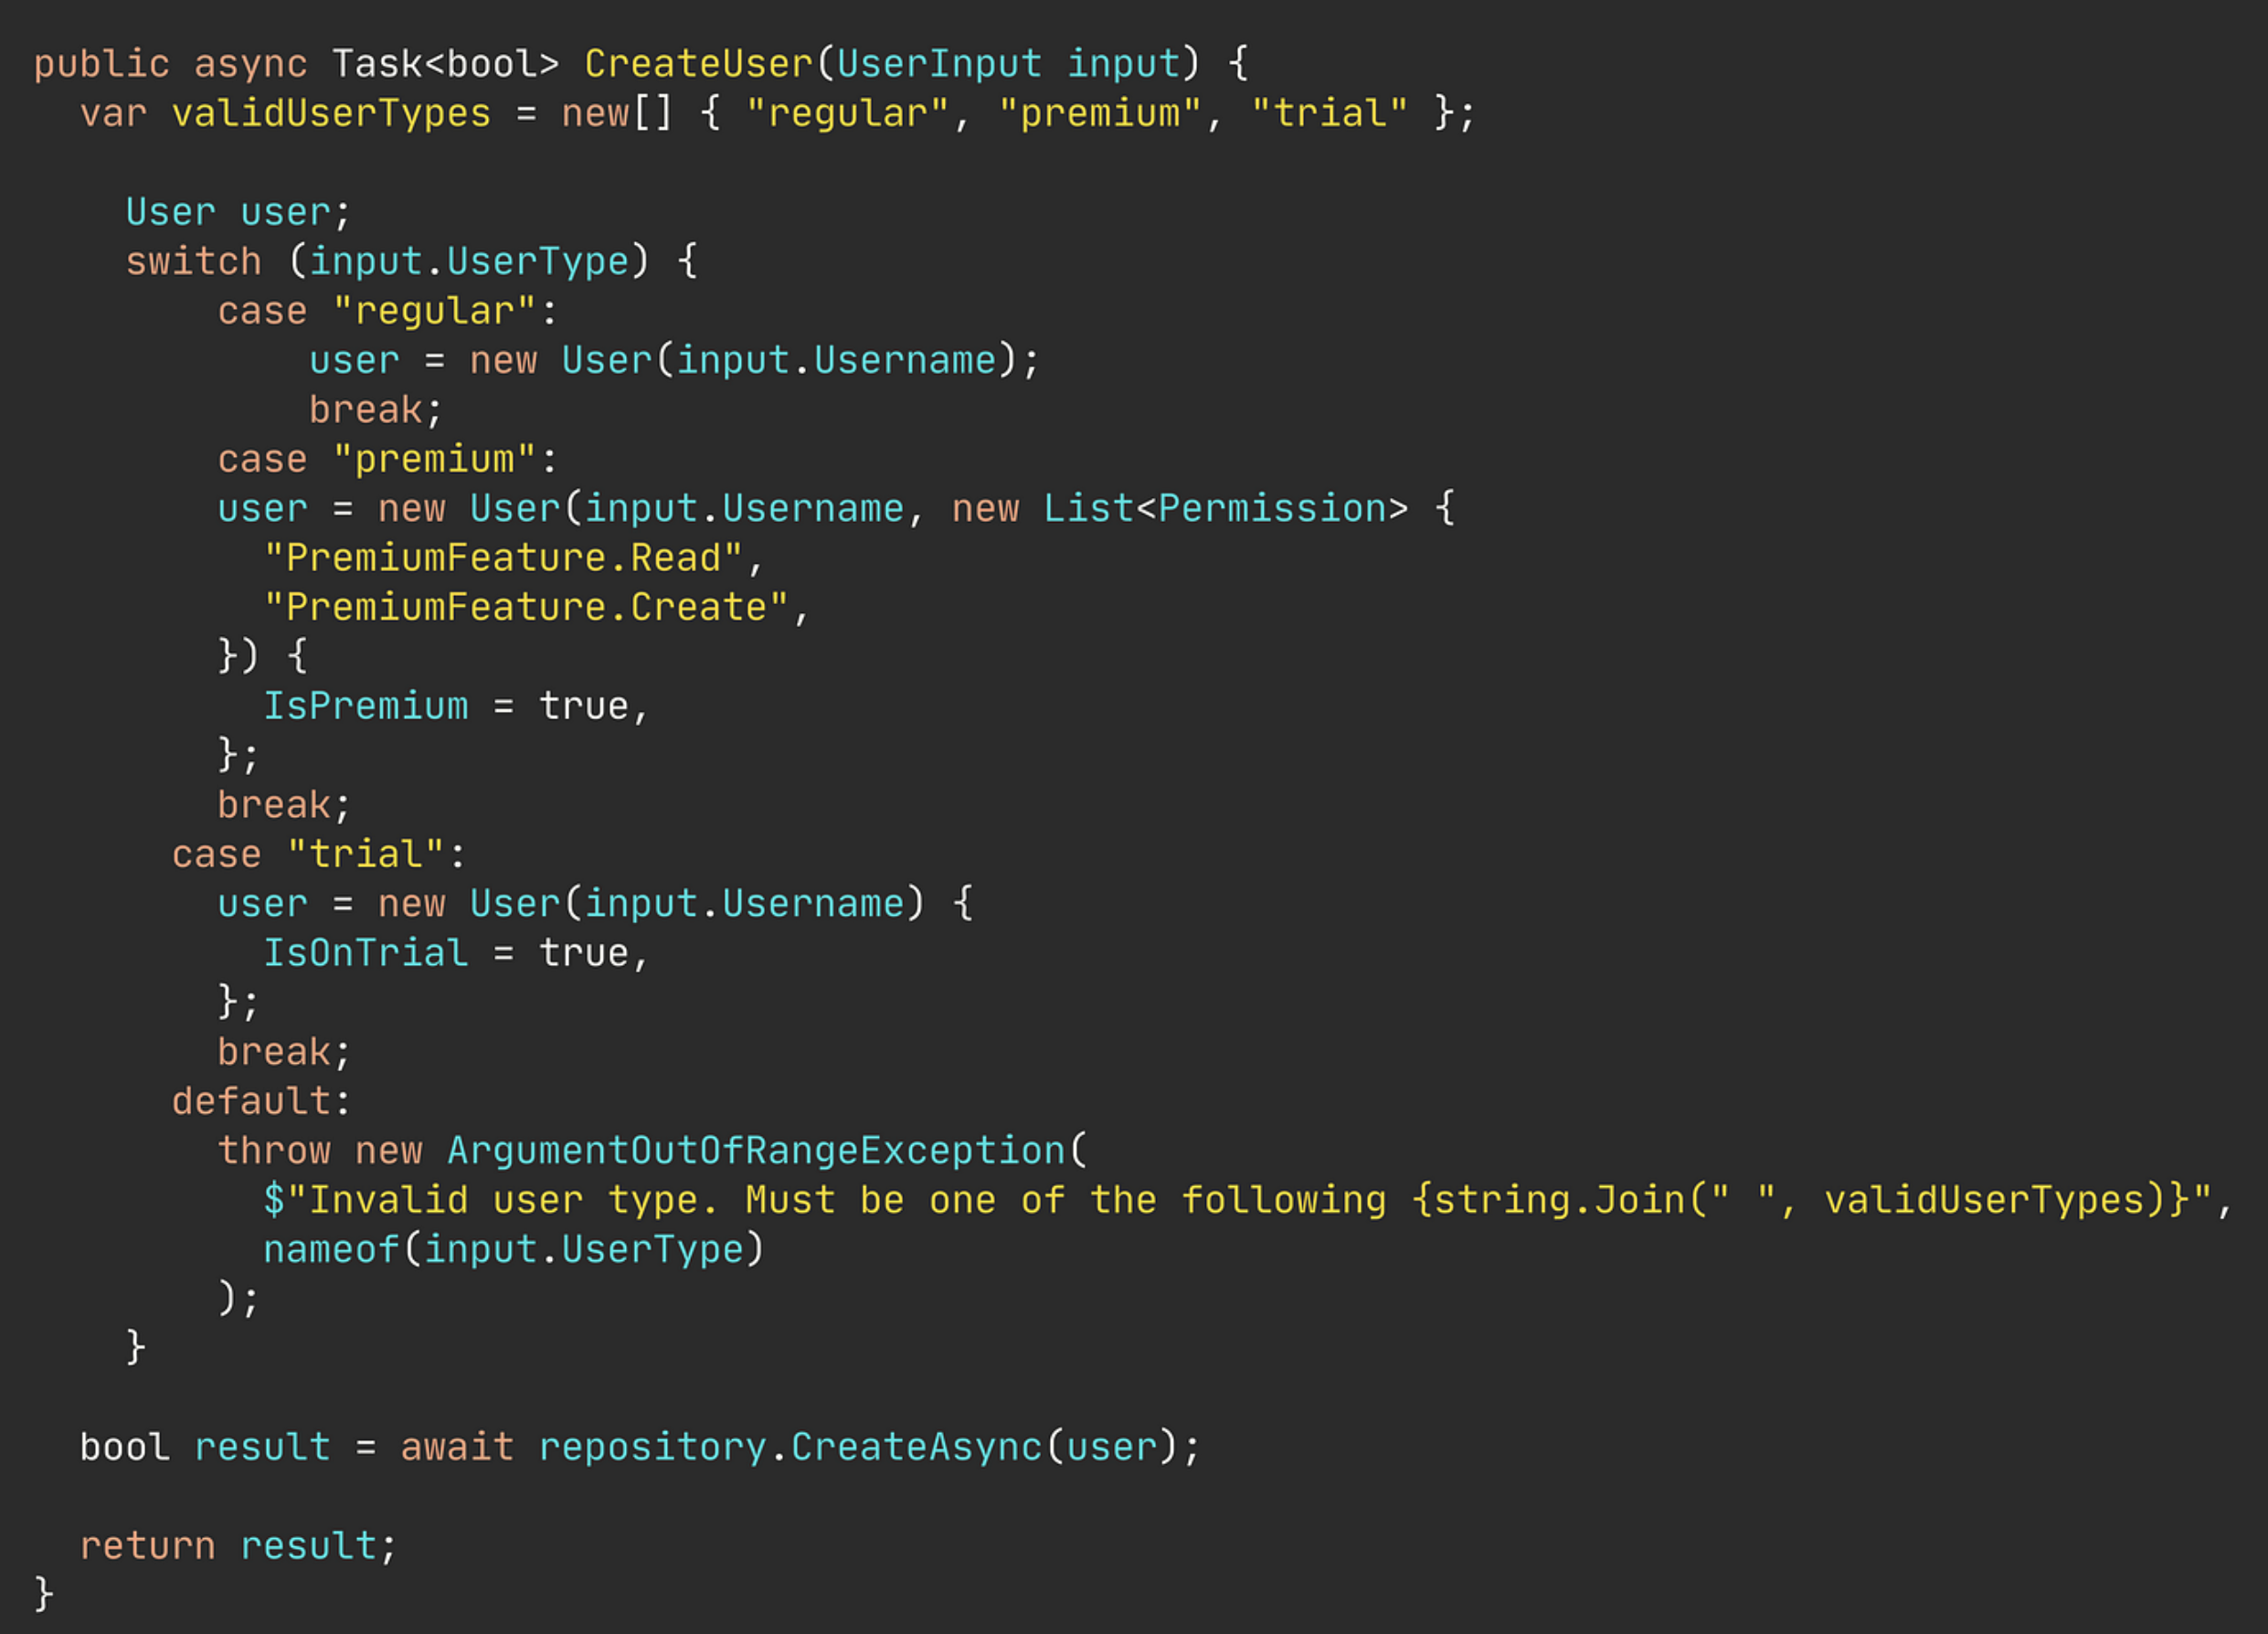 public async Task<bool> CreateUser(UserInput input) {
  var validUserTypes = new[] { "regular", "premium", "trial" };

    User user;
    switch (input.UserType) {
        case "regular":
            user = new User(input.Username);
            break;
        case "premium":
        user = new User(input.Username, new List<Permission> {
          "PremiumFeature.Read",
          "PremiumFeature.Create",
        }) {
          IsPremium = true,
        };
        break;
      case "trial":
        user = new User(input.Username) {
          IsOnTrial = true,
        };
        break;
      default:
        throw new ArgumentOutOfRangeException(
          $"Invalid user type. Must be one of the following {string.Join(" ", validUserTypes)}",
          nameof(input.UserType)
        );
    }

  bool result = await repository.CreateAsync(user);

  return result;
}